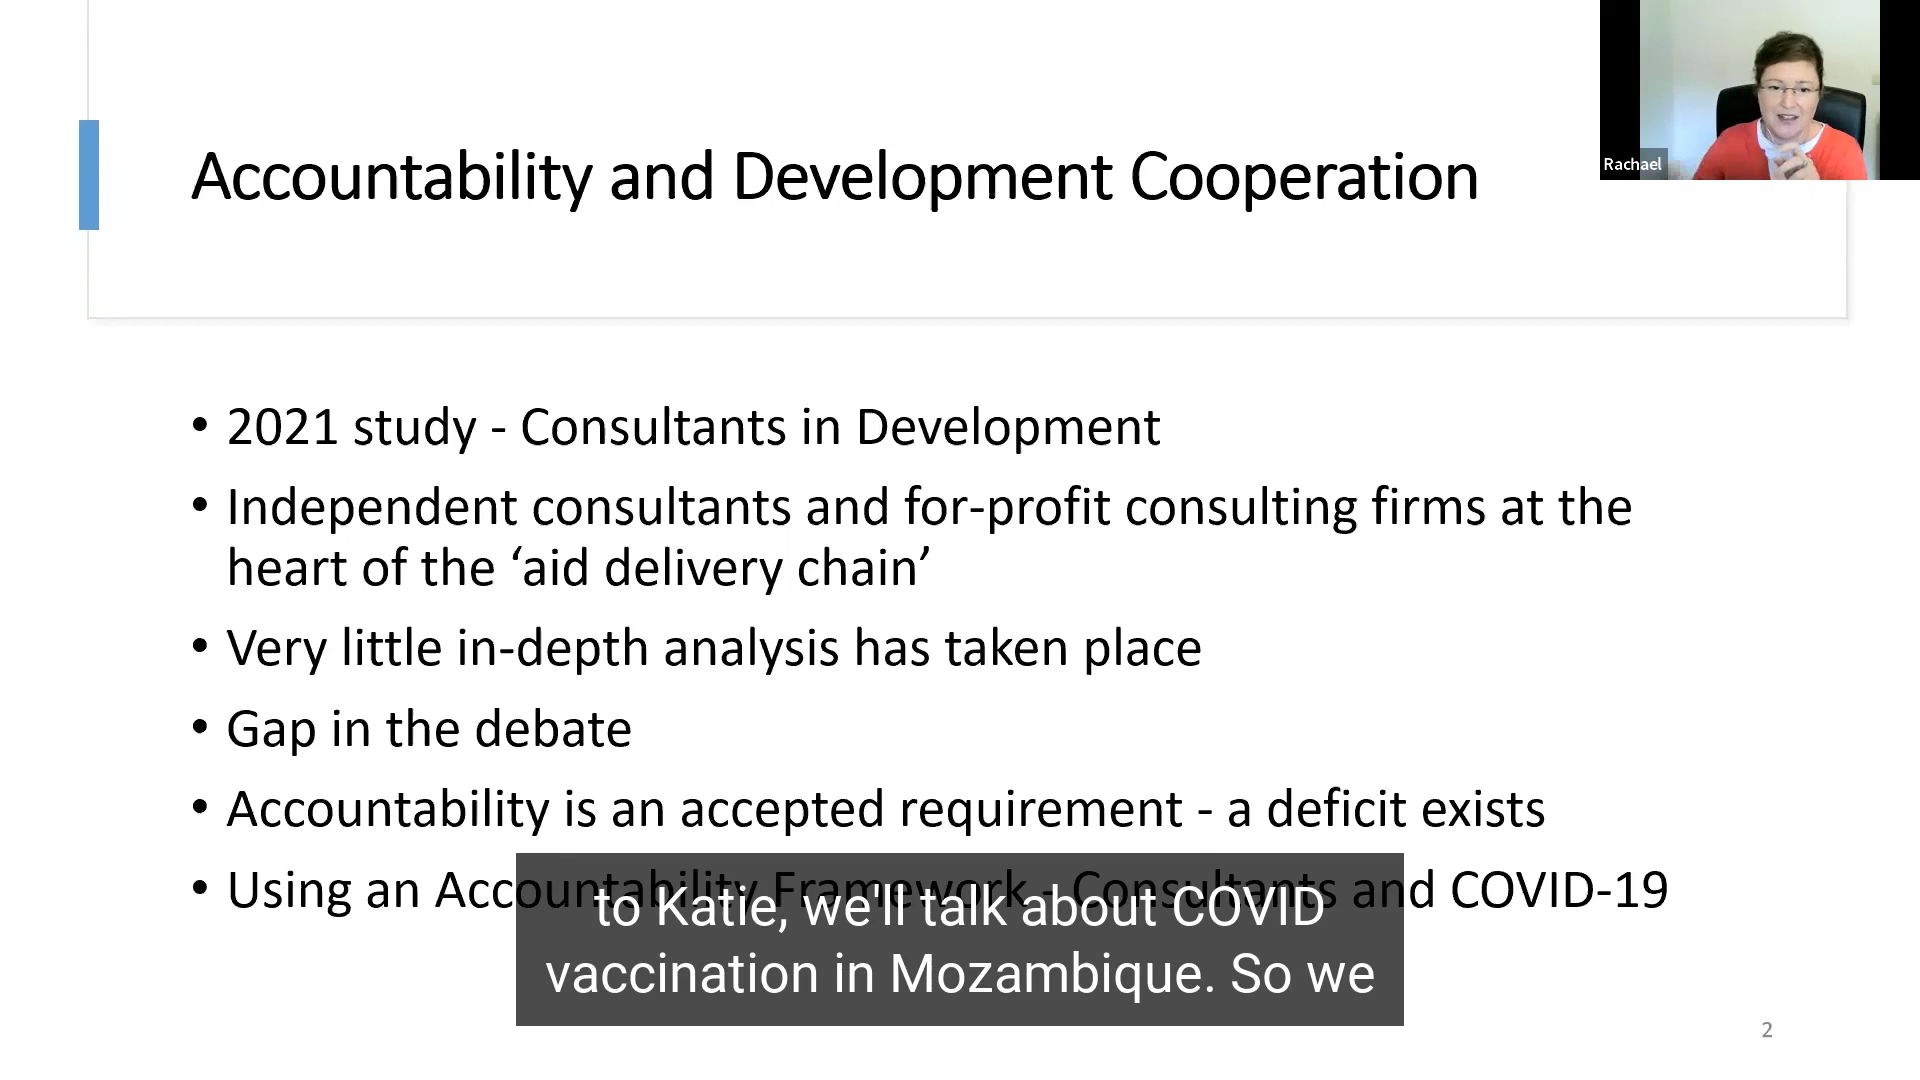 Rachael
Accountability and Development Cooperation
• 2021 study - Consultants in Development
• Independent consultants and for-profit consulting firms at the
heart of the ‘aid delivery chain’
• Very little in-depth analysis has taken place
• Gap in the debate
• Accountability is an accepted requirement - a deficit exists
• Using an Accountability Framework - Consultants and COVID-19
to Katie, we'll talk about COVID
vaccination in Mozambique. So we
2